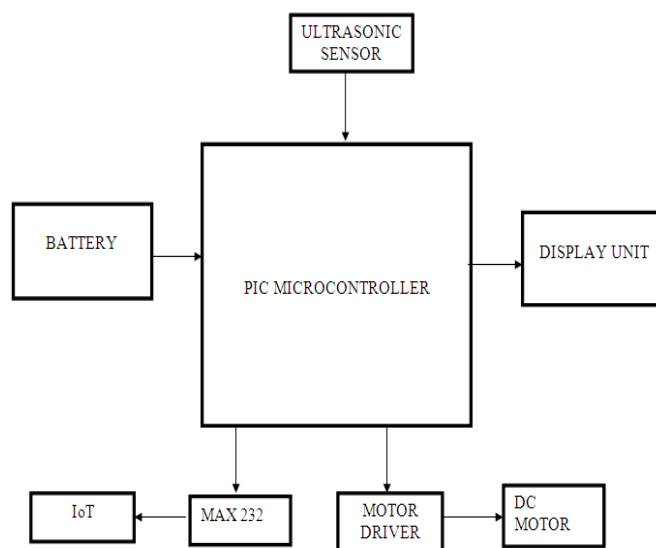 ULTRASONIC
SENSOR
BATTERY
PIC MICROCONTROLLER
DISPLAY UNIT
IoT
MAX 232
MOTOR
DRIVER
DC
MOTOR